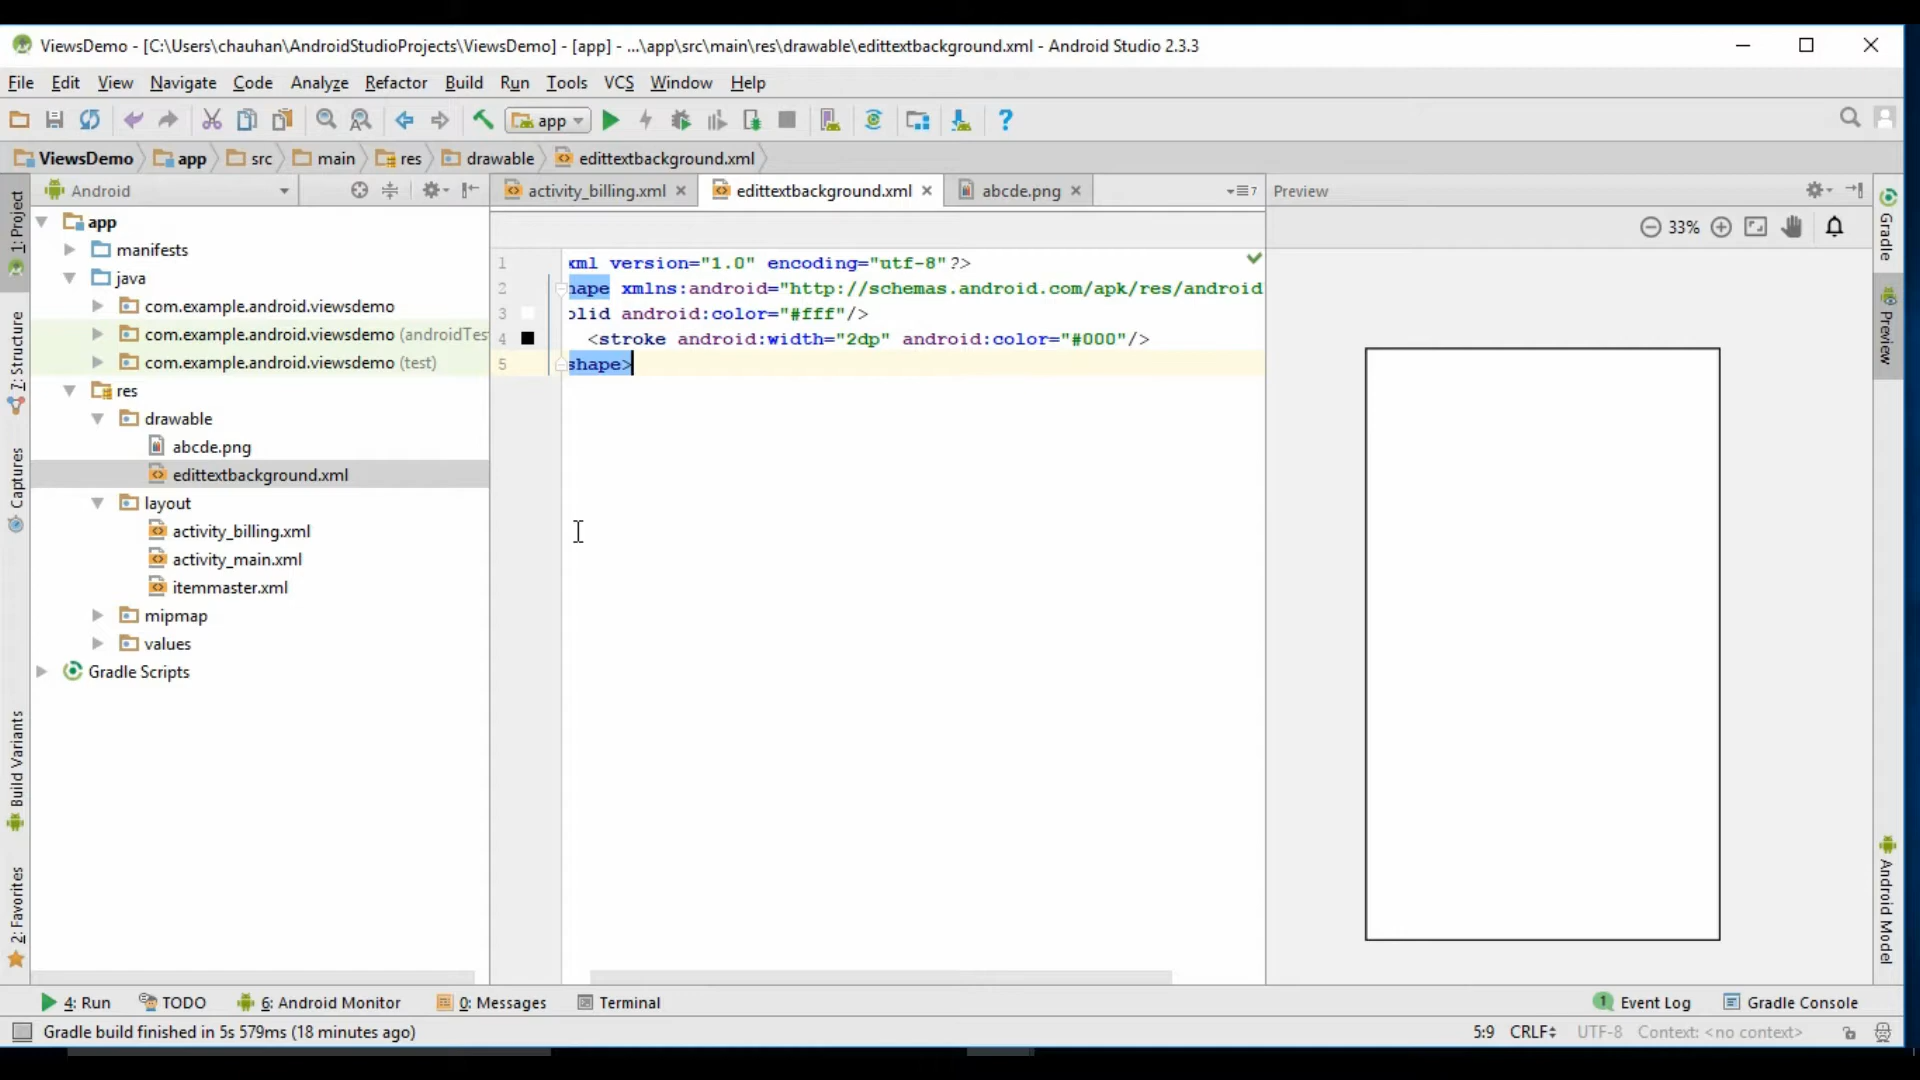 ViewsDemo - [C:\Users\chauhan\AndroidStudioProjects\ViewsDemo] - [app] - ...\app\src\main\res\drawable\edittextbackground.xml - Android Studio 2.3.3
File Edit View Navigate Code Analyze Refactor Build Run Tools VCS Window Help
app
ViewsDemo app src main res drawable edittextbackground.xml
Android
activity_billing.xml edittextbackground.xml abcde.png 7
Preview
33%
1: Project
7: Structure
Captures
Build Variants
2: Favorites
app
manifests
java
com.example.android.viewsdemo
com.example.android.viewsdemo (androidTes
com.example.android.viewsdemo (test)
res
drawable
abcde.png
edittextbackground.xml
layout
activity_billing.xml
activity_main.xml
itemmaster.xml
mipmap
values
Gradle Scripts
1 xml version="1.0" encoding="utf-8"?>
2 hape xmlns:android="http://schemas.android.com/apk/res/android
3 olid android:color="#fff"/>
4 <stroke android:width="2dp" android:color="#000"/>
5 shape>
Gradle
Preview
Android Model
4: Run TODO 6: Android Monitor 0: Messages Terminal 1 Event Log Gradle Console
Gradle build finished in 5s 579ms (18 minutes ago) 5:9 CRLF UTF-8 Context: <no context>